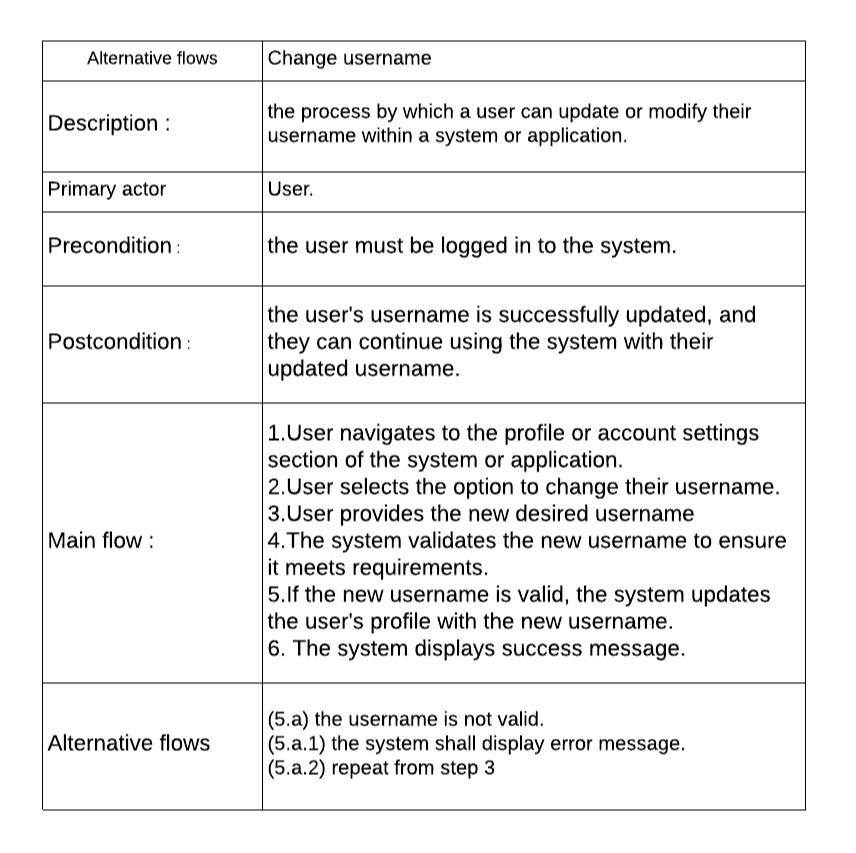 Alternative flows
Change username
Description :
the process by which a user can update or modify their
username within a system or application.
Primary actor
User.
Precondition :
the user must be logged in to the system.
Postcondition :
the user's username is successfully updated, and
they can continue using the system with their
updated username.
Main flow :
1.User navigates to the profile or account settings
section of the system or application.
2.User selects the option to change their username.
3.User provides the new desired username
4.The system validates the new username to ensure
it meets requirements.
5.If the new username is valid, the system updates
the user's profile with the new username.
6. The system displays success message.
Alternative flows
(5.a) the username is not valid.
(5.a.1) the system shall display error message.
(5.a.2) repeat from step 3